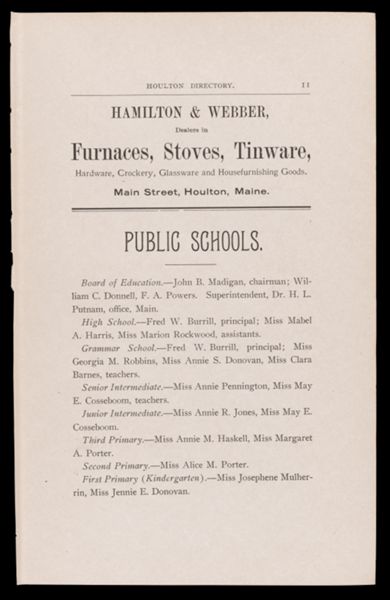 HOULTON DIRECTORY. 11
HAMILTON & WEBBER,
Dealers in
Furnaces, Stoves, Tinware,
Hardware, Crockery, Glassware and Housefurnishing Goods.
Main Street, Houlton, Maine.
PUBLIC SCHOOLS.
Board of Education.—John B. Madigan, chairman; Wil-
liam C. Donnell, F. A. Powers. Superintendent, Dr. H. L.
Putnam, office, Main.
High School.—Fred W. Burrill, principal; Miss Mabel
A. Harris, Miss Marion Rockwood, assistants.
Grammar School.—Fred W. Burrill, principal; Miss
Georgia M. Robbins, Miss Annie S. Donovan, Miss Clara
Barnes, teachers.
Senior Intermediate.—Miss Annie Pennington, Miss May
E. Cosseboom, teachers.
Junior Intermediate.—Miss Annie R. Jones, Miss May E.
Cosseboom.
Third Primary.—Miss Annie M. Haskell, Miss Margaret
A. Porter.
Second Primary.—Miss Alice M. Porter.
First Primary (Kindergarten).—Miss Josephene Mulher-
rin, Miss Jennie E. Donovan.